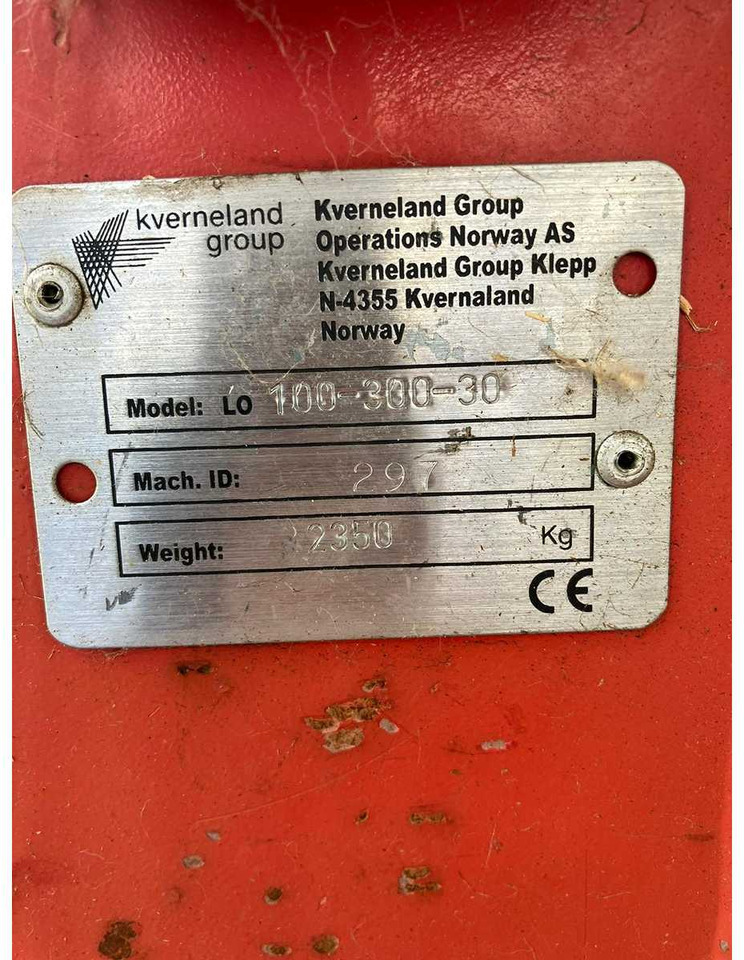 kverneland
group
Kverneland Group
Operations Norway AS
Kverneland Group Klepp
N-4355 Kvernaland
Norway
Model: LO 100-300-30
Mach. ID: 297
Weight: 2350 Kg
CE